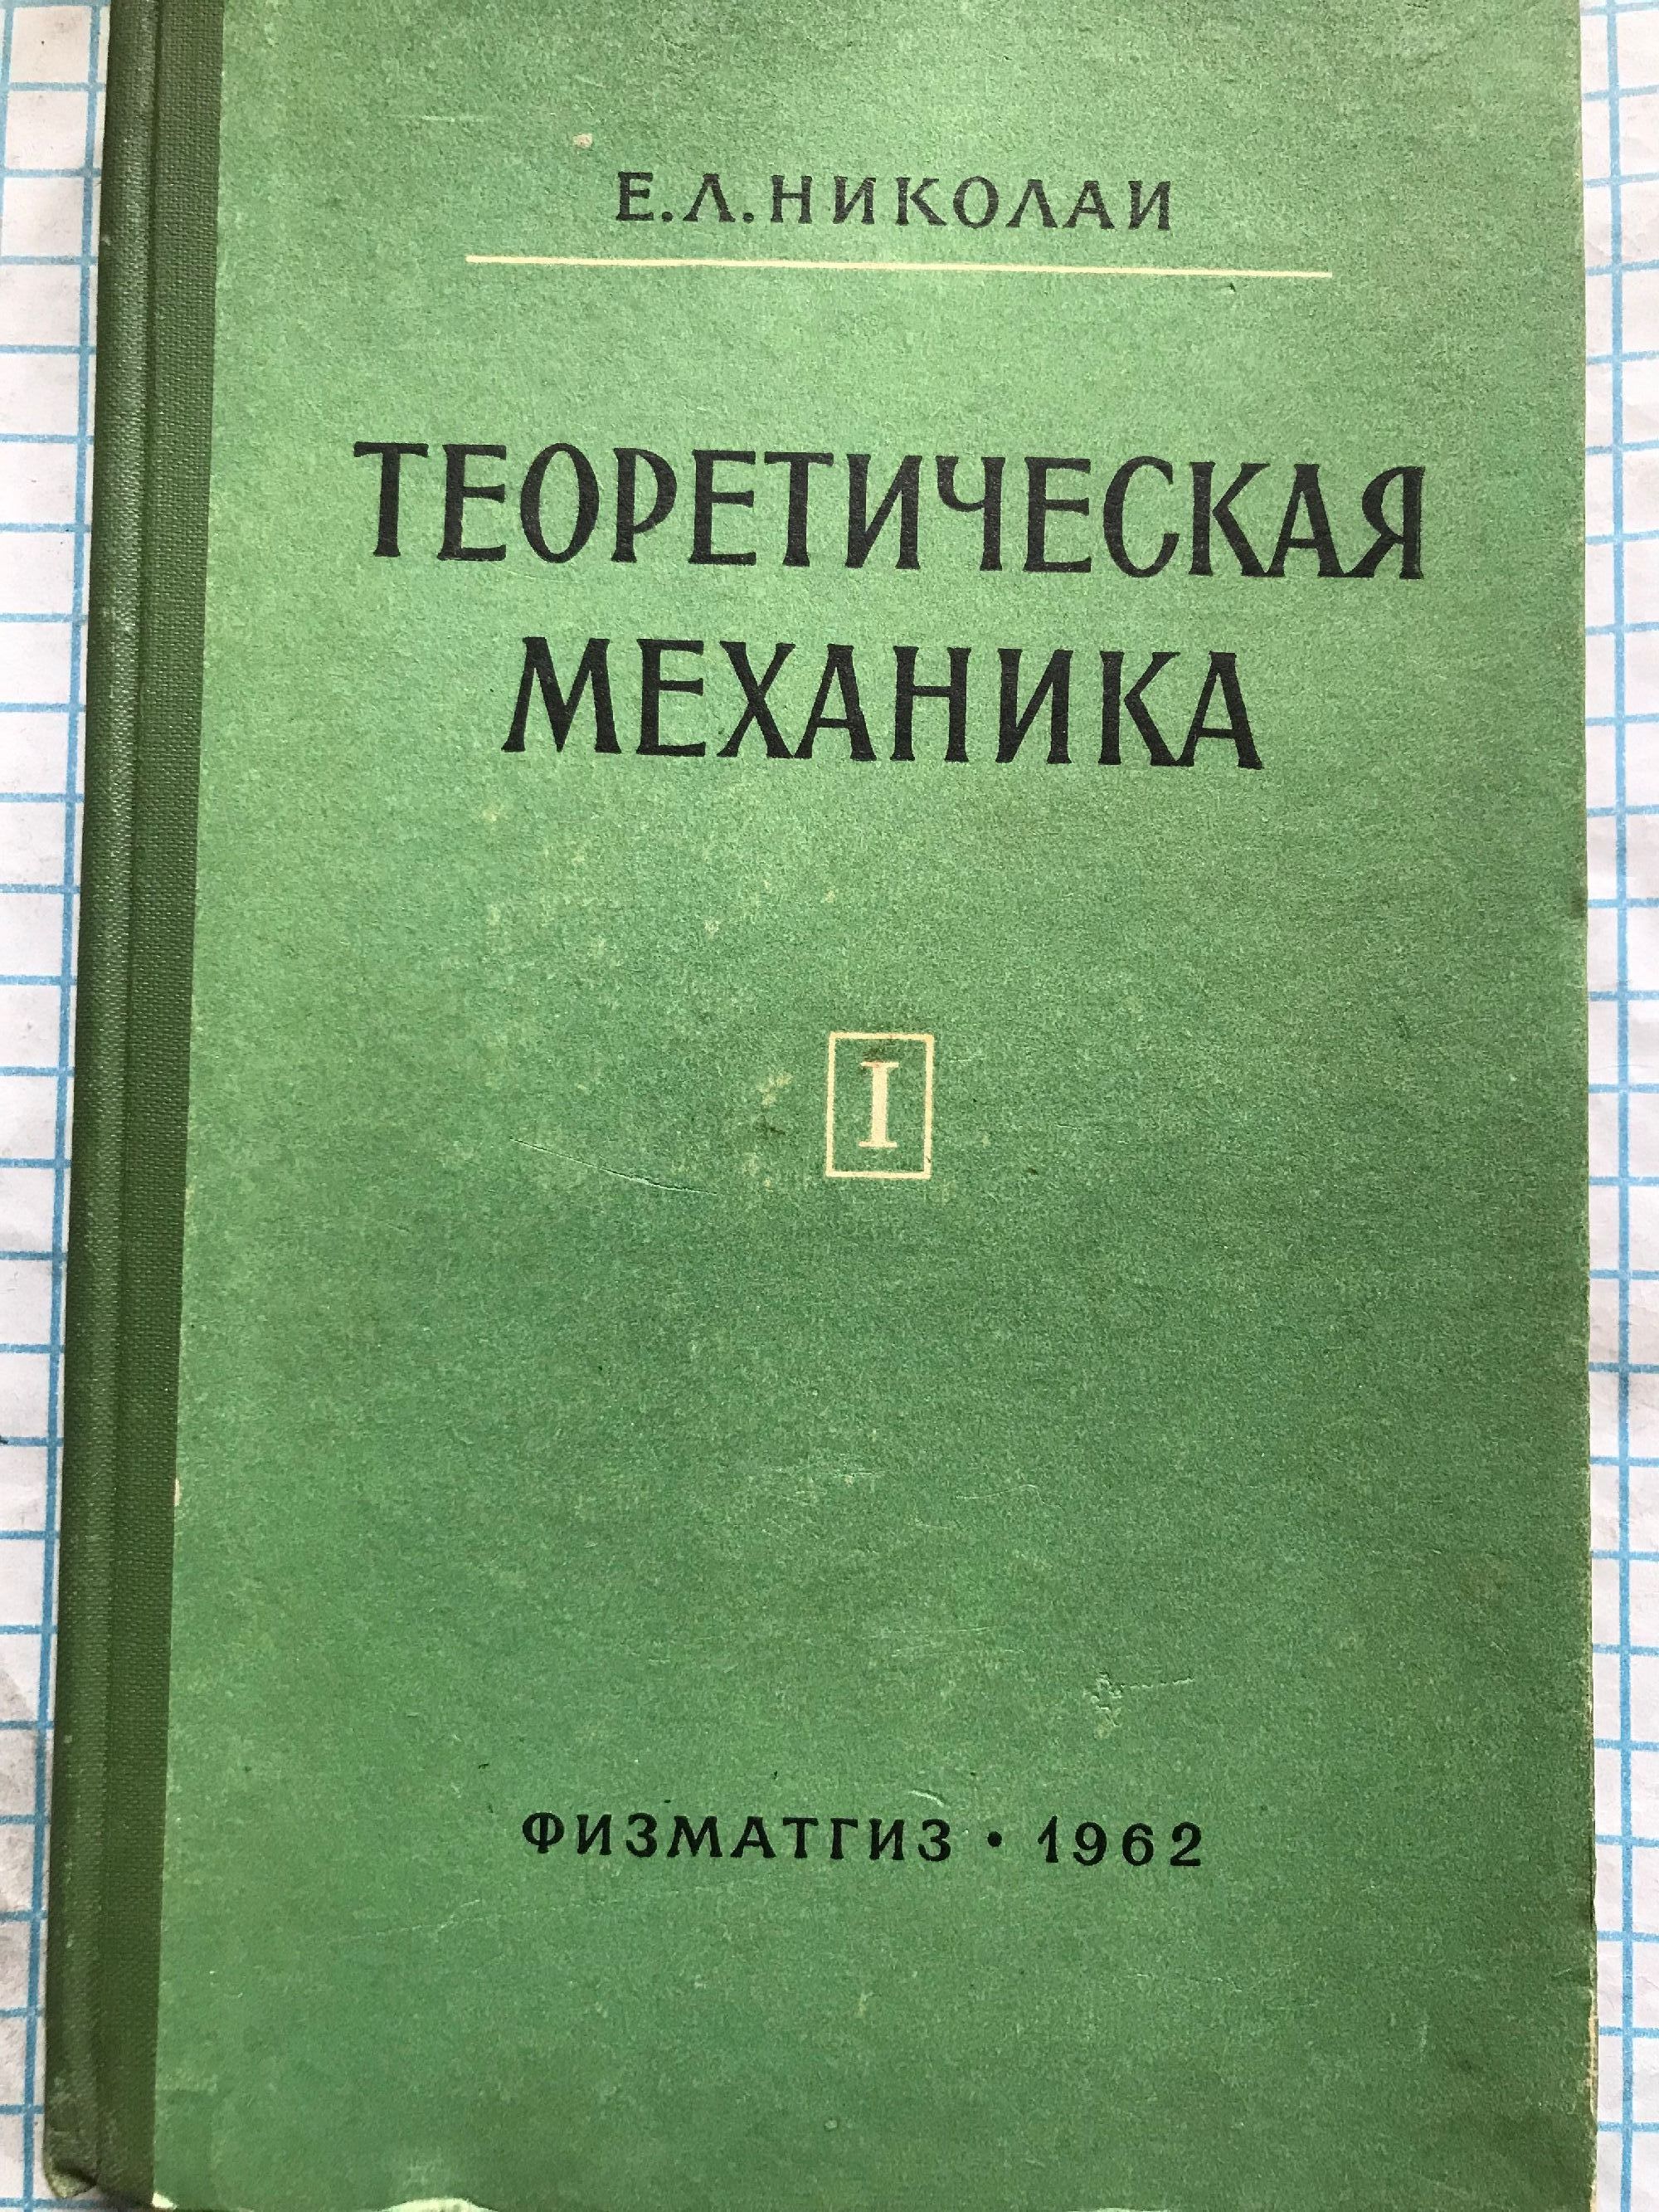 Е.Л.НИКОЛАИ
ТЕОРЕТИЧЕСКАЯ
МЕХАНИКА
I
ФИЗМАТГИЗ • 1962